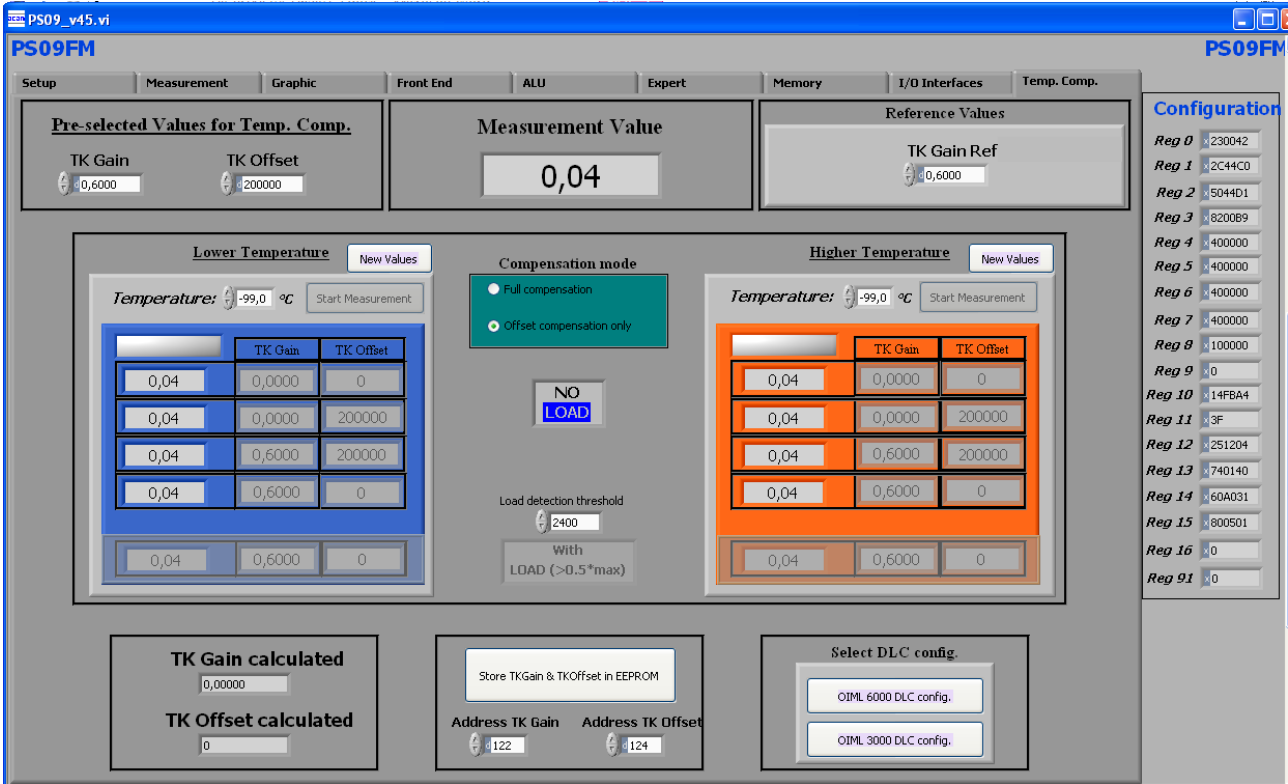 acam PS09_v45.vi
PS09FM PS09FM
Setup Measurement Graphic Front End ALU Expert Memory I/O Interfaces Temp. Comp.
Pre-selected Values for Temp. Comp.
TK Gain TK Offset
d 0,6000 d 200000
Measurement Value
0,04
Reference Values
TK Gain Ref
d 0,6000
Lower Temperature New Values
Temperature: -99,0 °C Start Measurement
TK Gain TK Offset
0,04 0,0000 0
0,04 0,0000 200000
0,04 0,6000 200000
0,04 0,6000 0
0,04 0,6000 0
Compensation mode
Full compensation
Offset compensation only
NO
LOAD
Load detection threshold
2400
With
LOAD (>0.5*max)
Higher Temperature New Values
Temperature: -99,0 °C Start Measurement
TK Gain TK Offset
0,04 0,0000 0
0,04 0,0000 200000
0,04 0,6000 200000
0,04 0,6000 0
0,04 0,6000 0
TK Gain calculated
0,00000
TK Offset calculated
0
Store TKGain & TKOffset in EEPROM
Address TK Gain Address TK Offset
d 122 d 124
Select DLC config.
OIML 6000 DLC config.
OIML 3000 DLC config.
Configuration
Reg 0 x 230042
Reg 1 x 2C44C0
Reg 2 x 5044D1
Reg 3 x 8200B9
Reg 4 x 400000
Reg 5 x 400000
Reg 6 x 400000
Reg 7 x 400000
Reg 8 x 100000
Reg 9 x 0
Reg 10 x 14FBA4
Reg 11 x 3F
Reg 12 x 251204
Reg 13 x 740140
Reg 14 x 60A031
Reg 15 x 800501
Reg 16 x 0
Reg 91 x 0